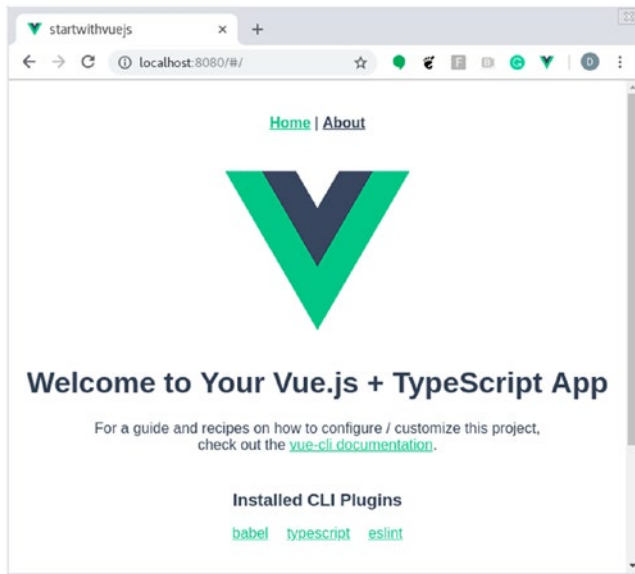 startwithvuejs
localhost:8080/#/
Home | About
Welcome to Your Vue.js + TypeScript App
For a guide and recipes on how to configure / customize this project,
check out the vue-cli documentation.
Installed CLI Plugins
babel typescript eslint